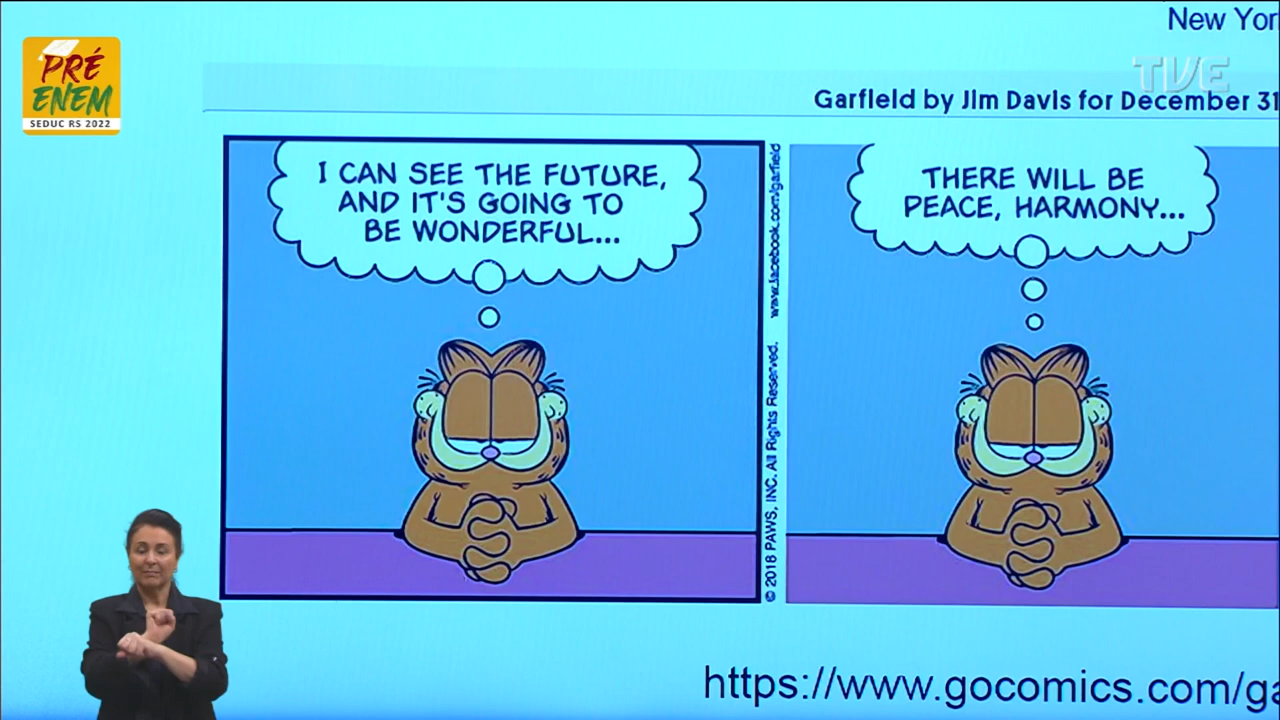 New Yor
PRÉ
ENEM
SEDUC RS 2022
TVE
Garfield by Jim Davis for December 31
I CAN SEE THE FUTURE,
AND IT'S GOING TO
BE WONDERFUL...
© 2018 PAWS, INC. All Rights Reserved. www.facebook.com/garfield
THERE WILL BE
PEACE, HARMONY...
https://www.gocomics.com/ga